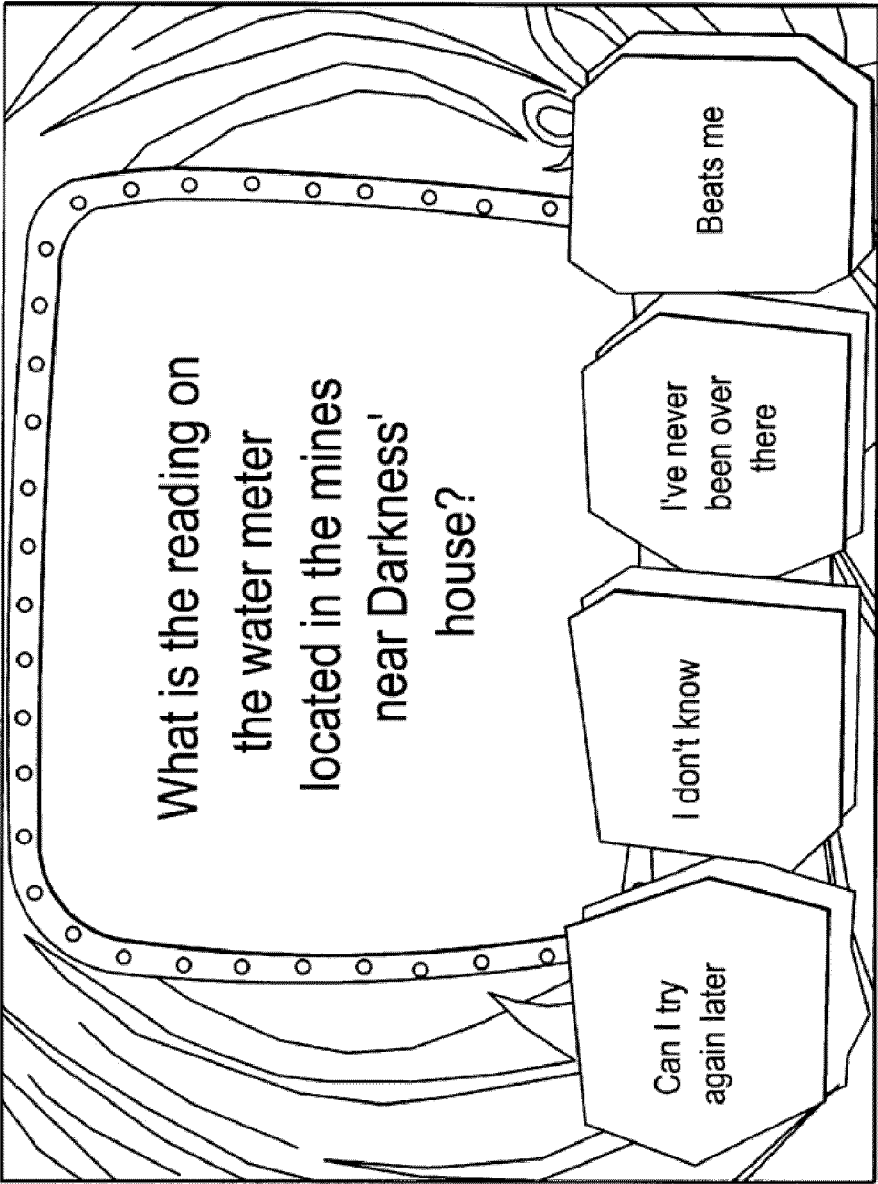 What is the reading on
the water meter
located in the mines
near Darkness'
house?
Can I try
again later
I don't know
I've never
been over
there
Beats me